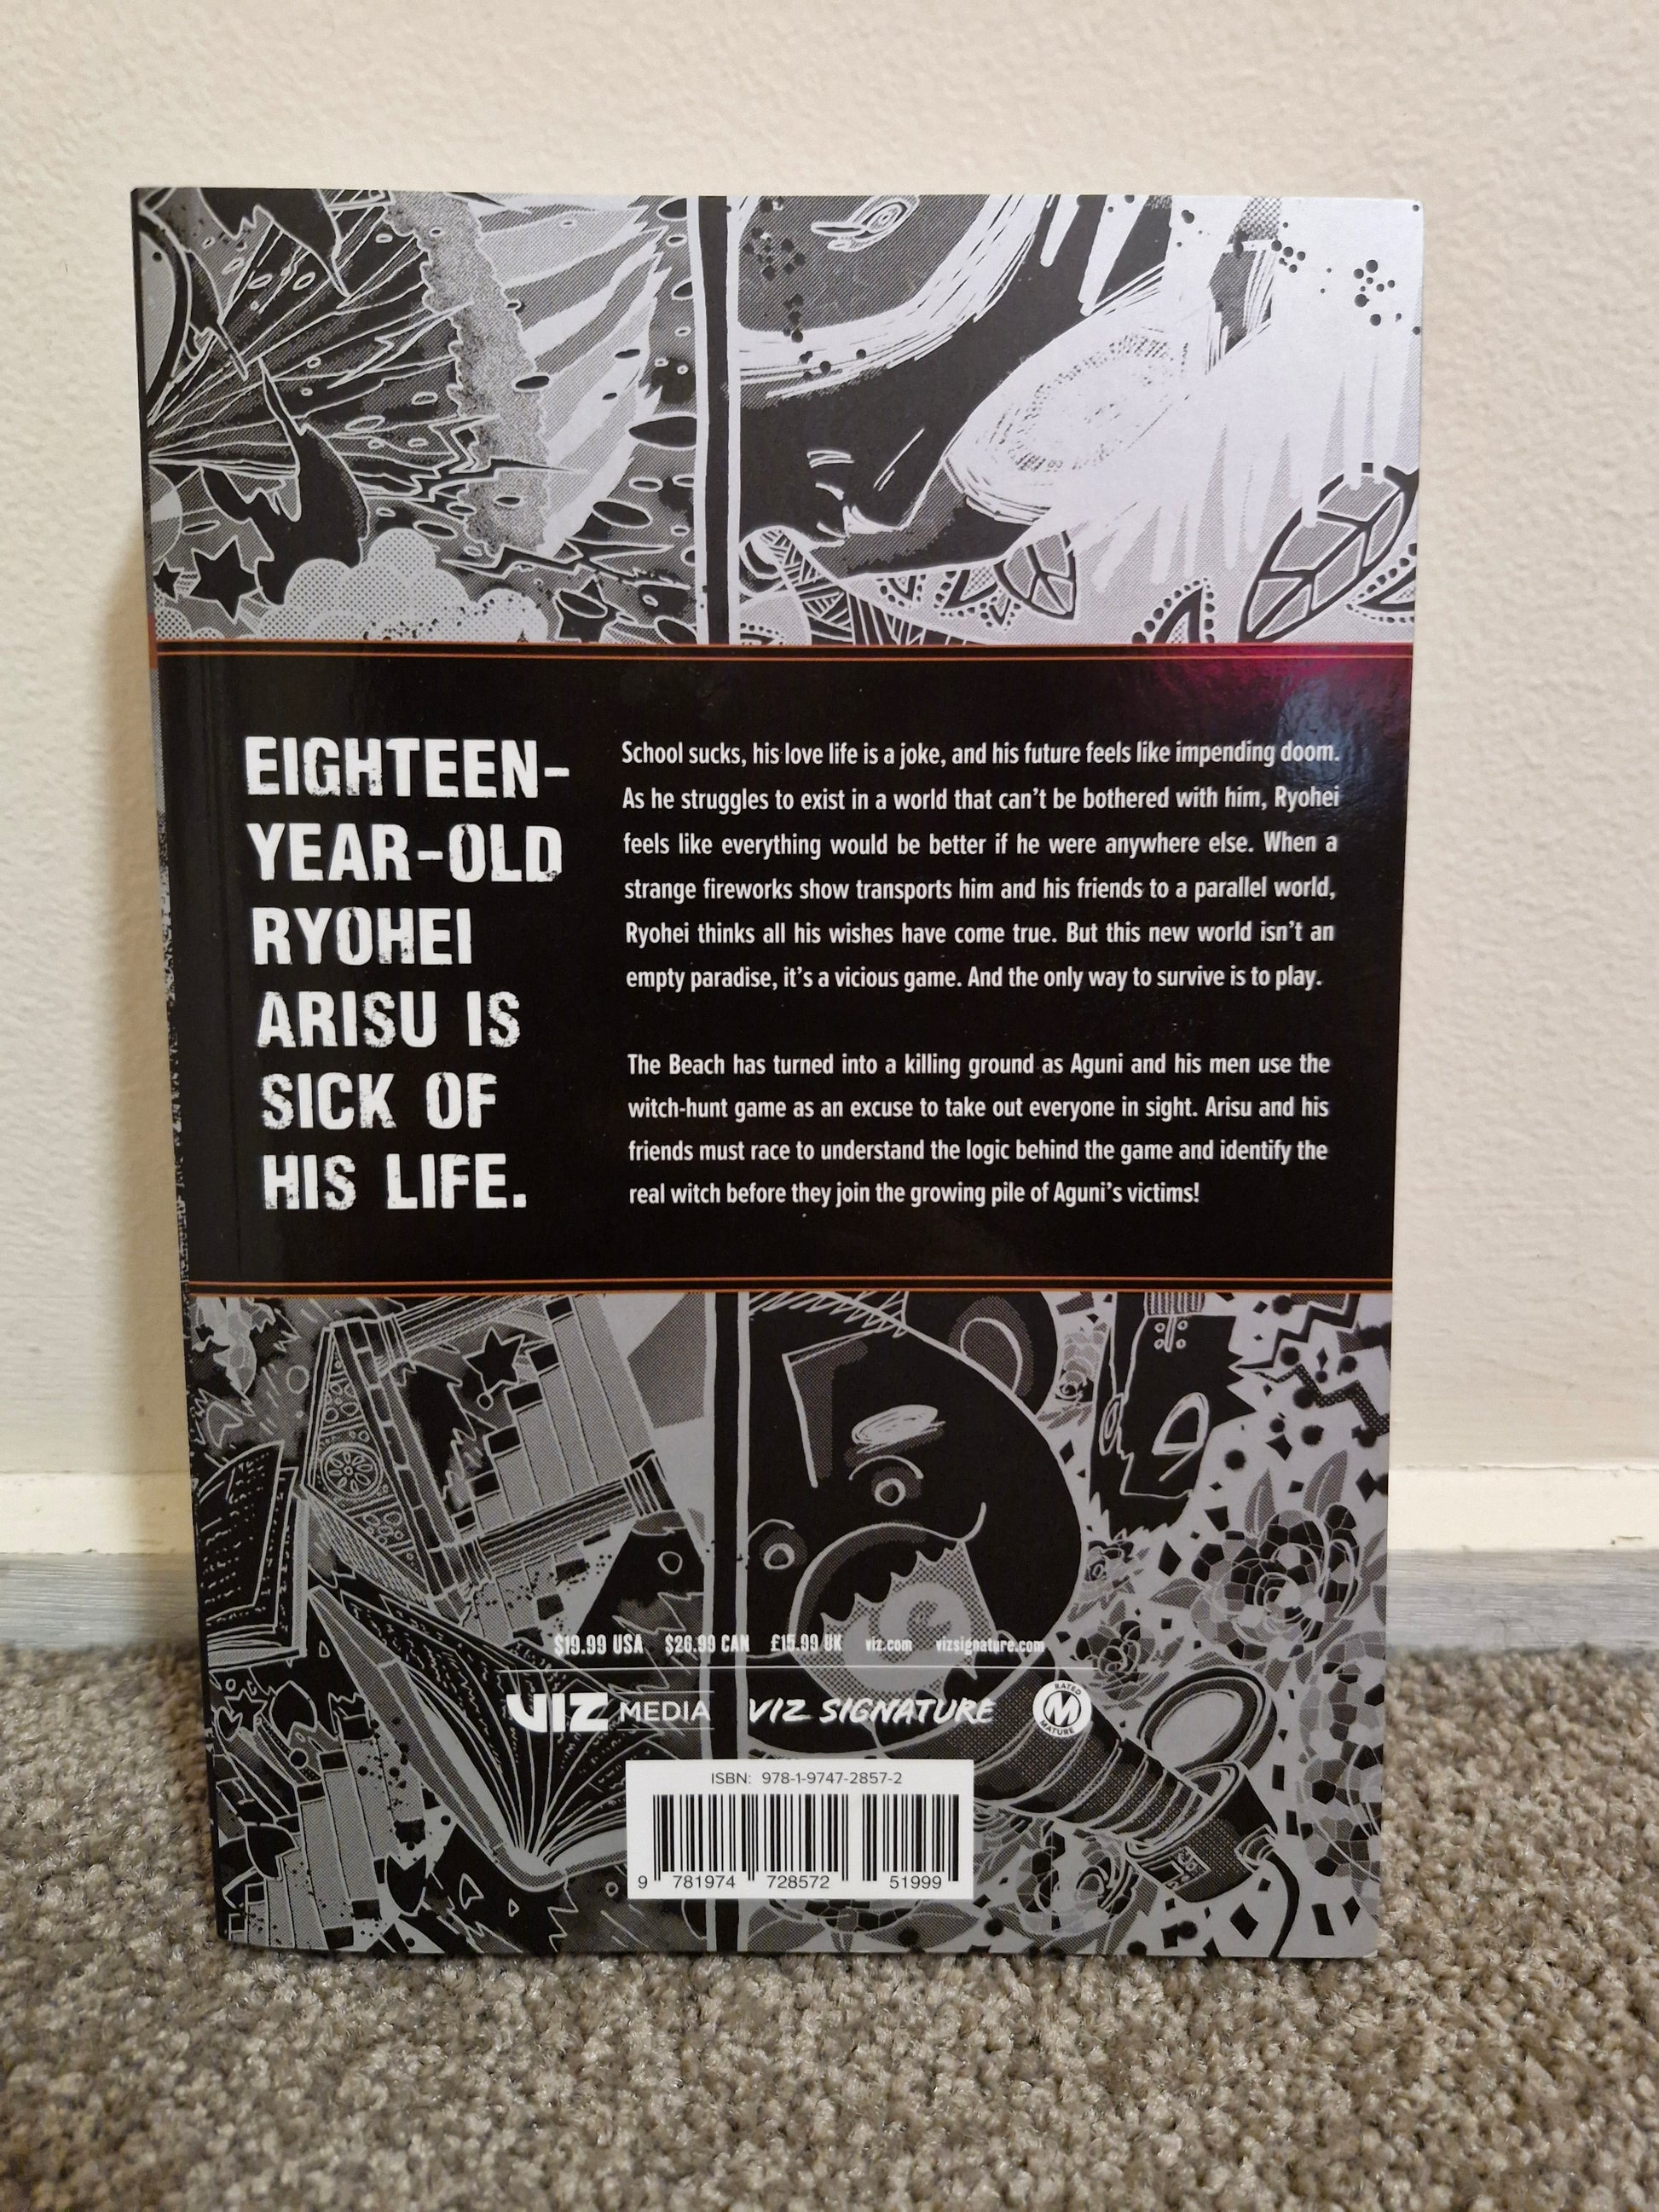 EIGHTEEN-
YEAR-OLD
RYOHEI
ARISU IS
SICK OF
HIS LIFE.
School sucks, his love life is a joke, and his future feels like impending doom.
As he struggles to exist in a world that can't be bothered with him, Ryohei
feels like everything would be better if he were anywhere else. When a
strange fireworks show transports him and his friends to a parallel world,
Ryohei thinks all his wishes have come true. But this new world isn't an
empty paradise, it's a vicious game. And the only way to survive is to play.
The Beach has turned into a killing ground as Aguni and his men use the
witch-hunt game as an excuse to take out everyone in sight. Arisu and his
friends must race to understand the logic behind the game and identify the
real witch before they join the growing pile of Aguni's victims!
$19.99 USA $26.99 CAN £15.99 UK viz.com vizsignature.com
VIZ MEDIA VIZ SIGNATURE RATED M MATURE
ISBN: 978-1-9747-2857-2
9 781974 728572 51999